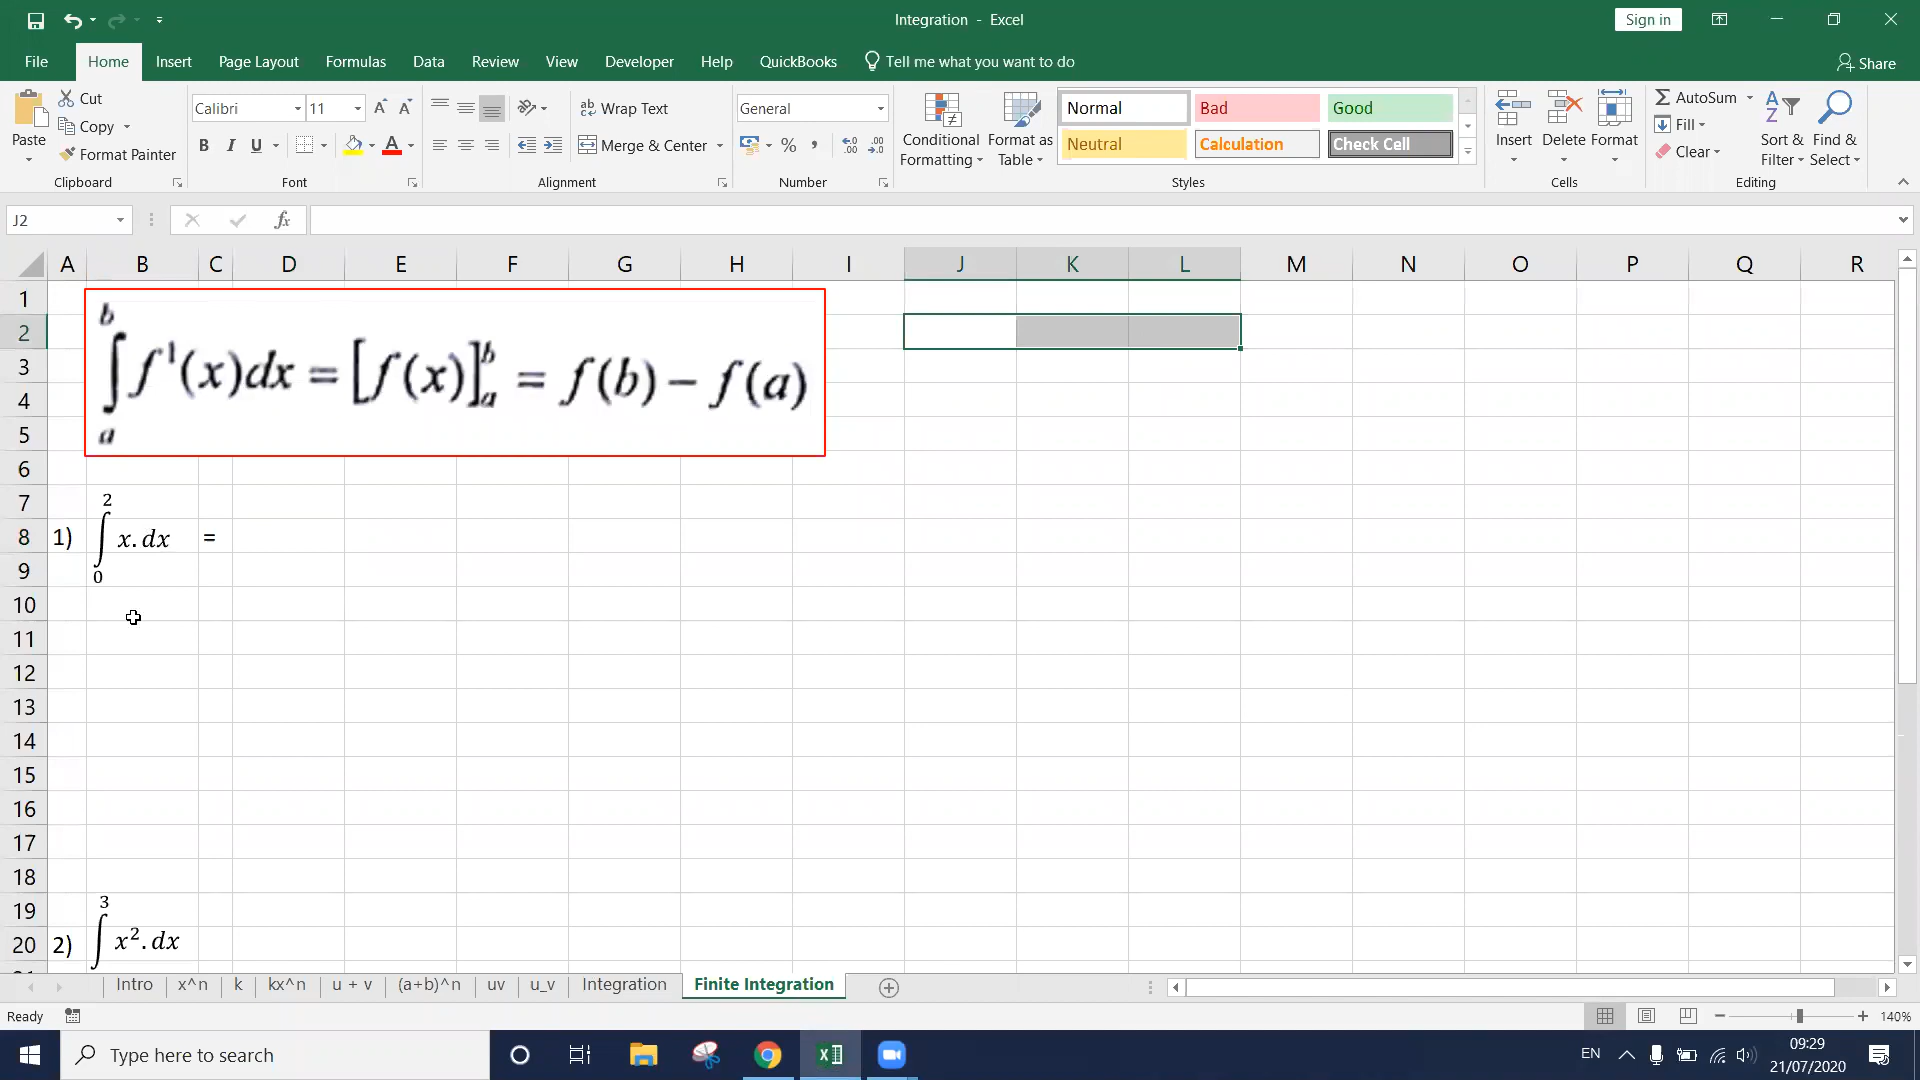 Integration - Excel
Sign in
File Home Insert Page Layout Formulas Data Review View Developer Help QuickBooks Tell me what you want to do Share
Paste
Cut
Copy
Format Painter
Clipboard
Calibri 11
B I U
Font
Wrap Text
Merge & Center
Alignment
General
%
Number
Conditional Formatting
Format as Table
Normal Bad Good
Neutral Calculation Check Cell
Styles
Insert Delete Format
Cells
AutoSum
Fill
Clear
Sort & Filter
Find & Select
Editing
J2 fx
A B C D E F G H I J K L M N O P Q R
1
2
3
4
5
6
7
8
9
10
11
12
13
14
15
16
17
18
19
20
∫ₐᵇ f¹(x)dx = [f(x)]ₐᵇ = f(b) − f(a)
1) ∫₀² x. dx =
2) ∫³ x². dx
Intro x^n k kx^n u + v (a+b)^n uv u_v Integration Finite Integration
Ready 140%
Type here to search
EN 09:29
21/07/2020